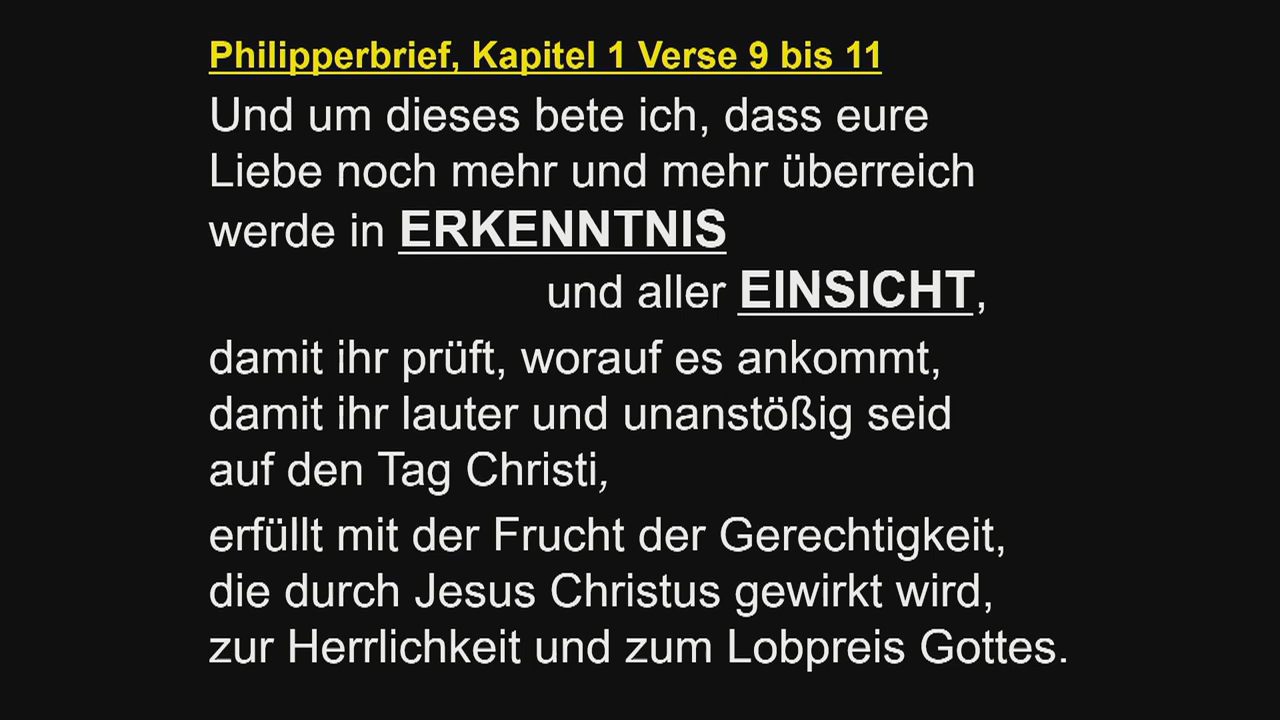 Philipperbrief, Kapitel 1 Verse 9 bis 11
Und um dieses bete ich, dass eure
Liebe noch mehr und mehr überreich
werde in ERKENNTNIS
und aller EINSICHT,
damit ihr prüft, worauf es ankommt,
damit ihr lauter und unanstößig seid
auf den Tag Christi,
erfüllt mit der Frucht der Gerechtigkeit,
die durch Jesus Christus gewirkt wird,
zur Herrlichkeit und zum Lobpreis Gottes.